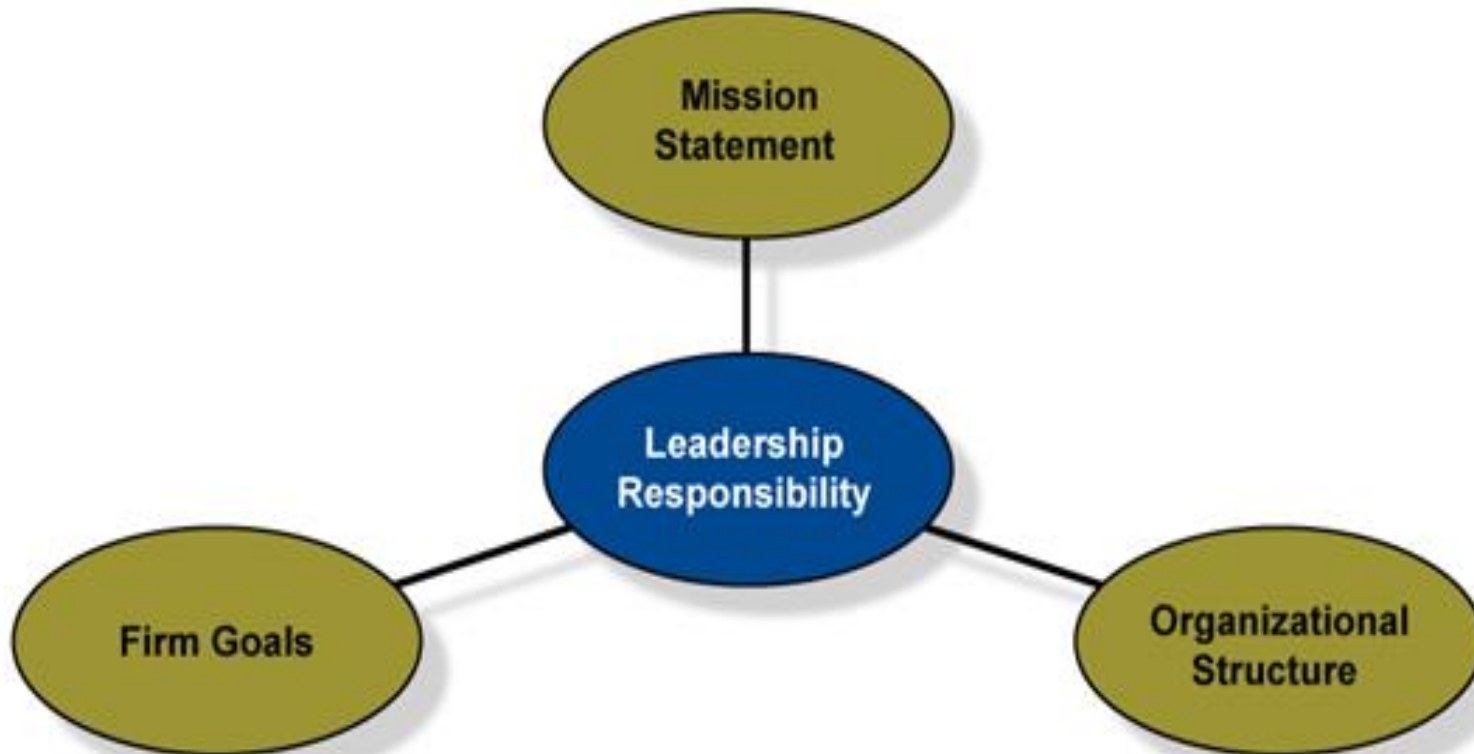 Mission
Statement
Leadership
Responsibility
Firm Goals
Organizational
Structure